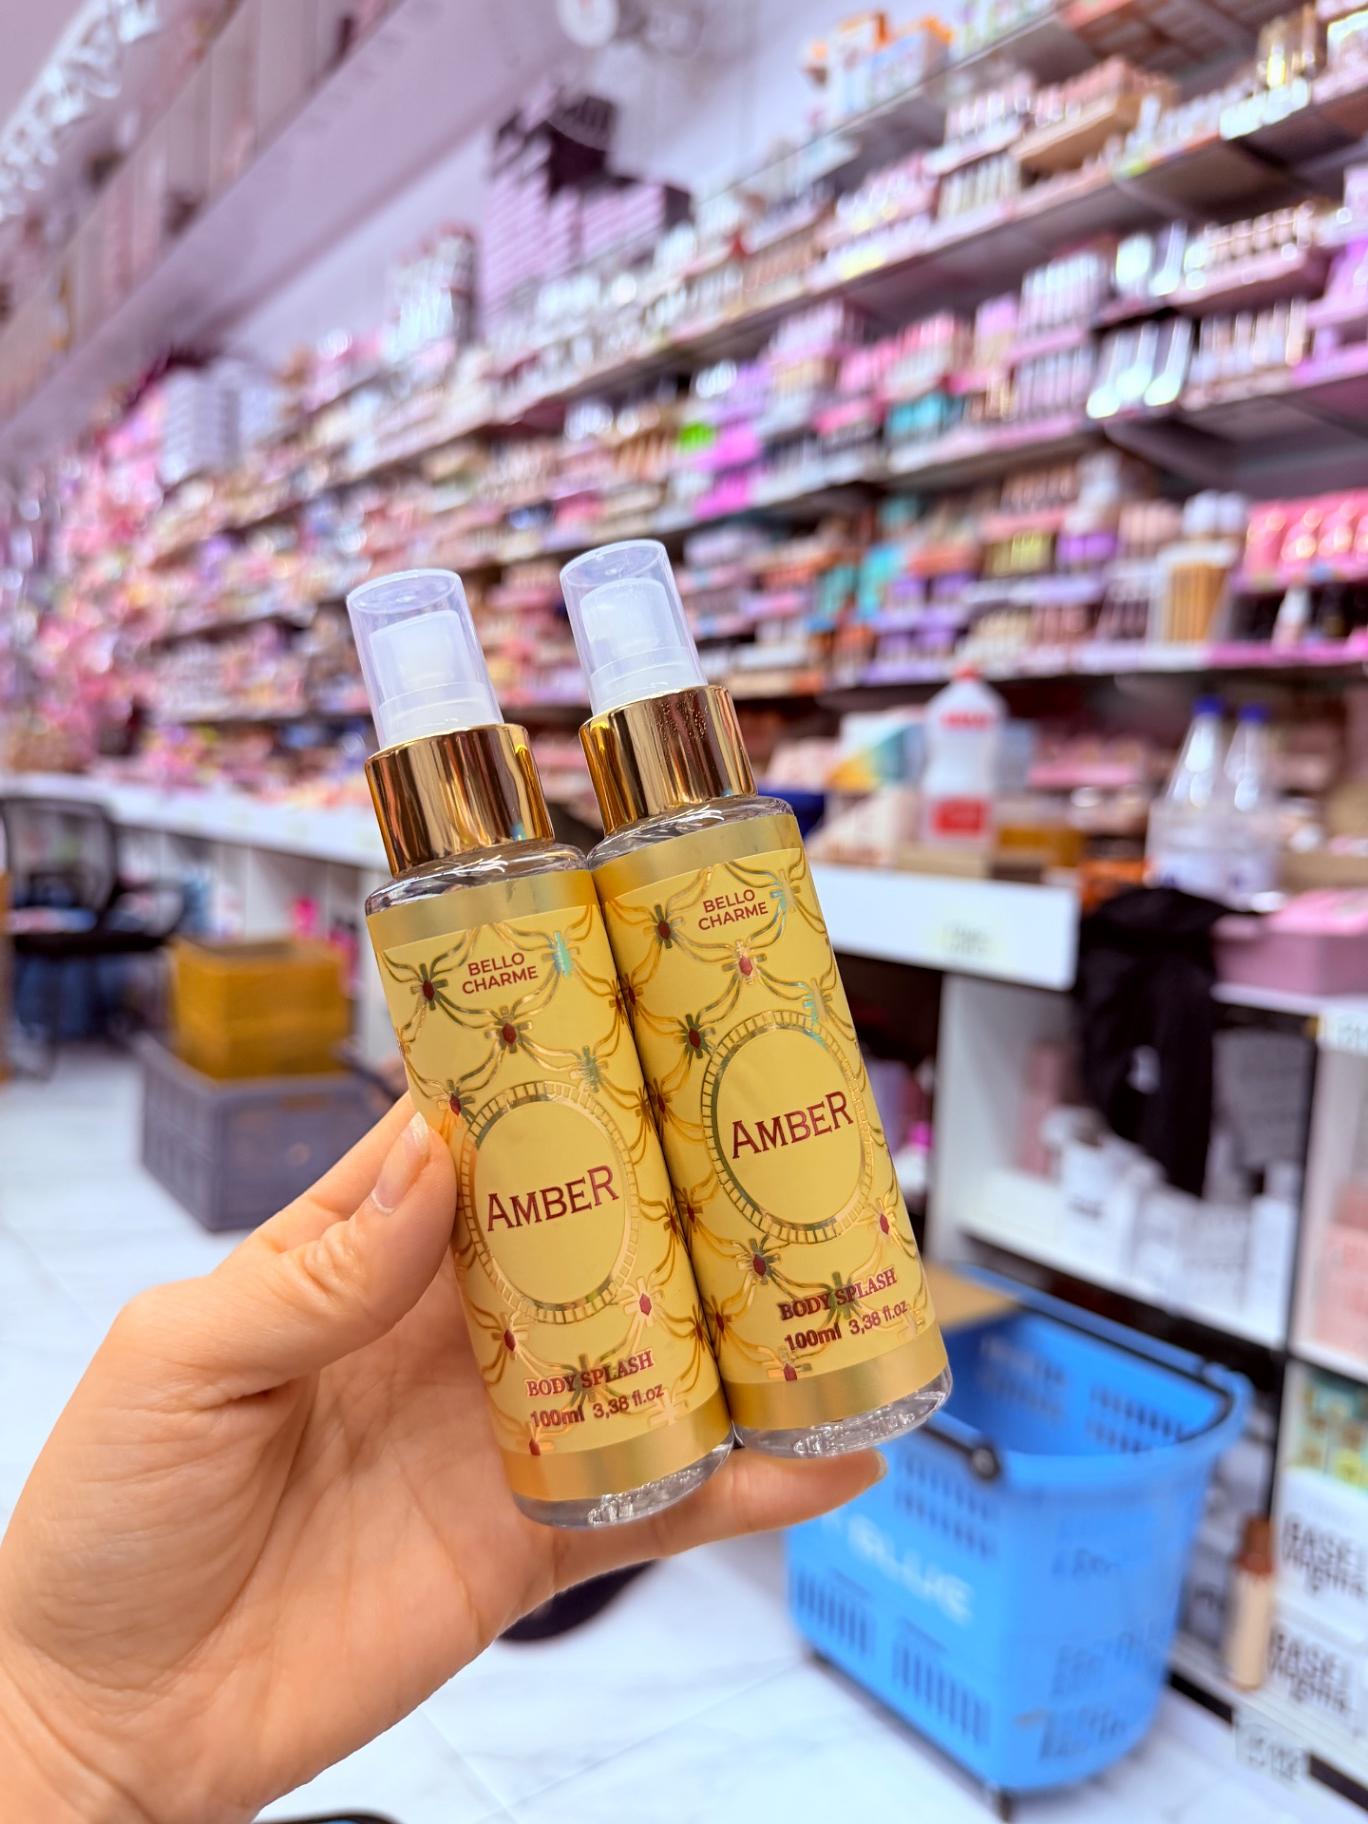 BELLO
CHARME
AMBER
BODY SPLASH
100ml 3,38 fl.oz
BELLO
CHARME
AMBER
BODY SPLASH
100ml 3,38 fl.oz